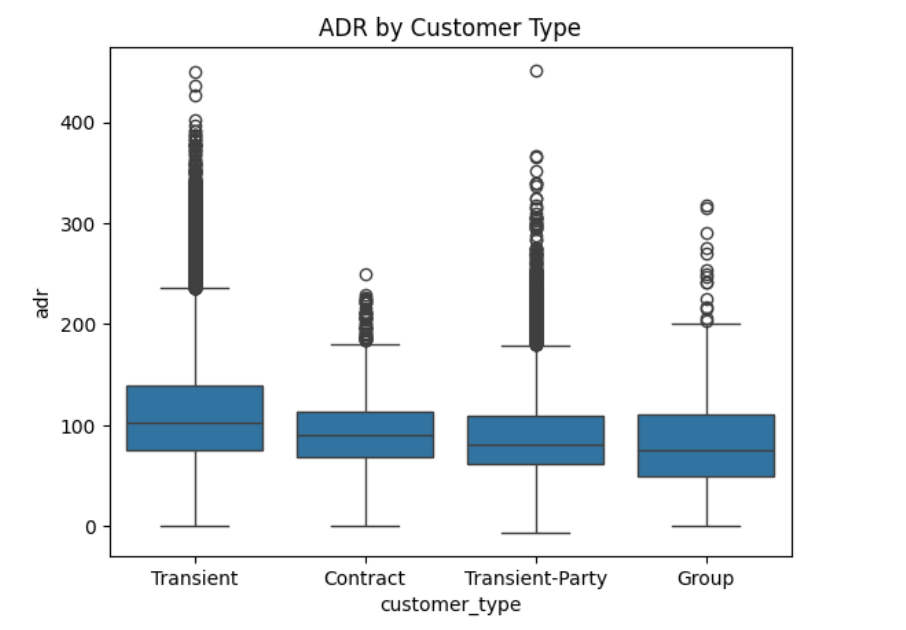 ADR by Customer Type
adr
400
300
200
100
0
Transient Contract Transient-Party Group
customer_type